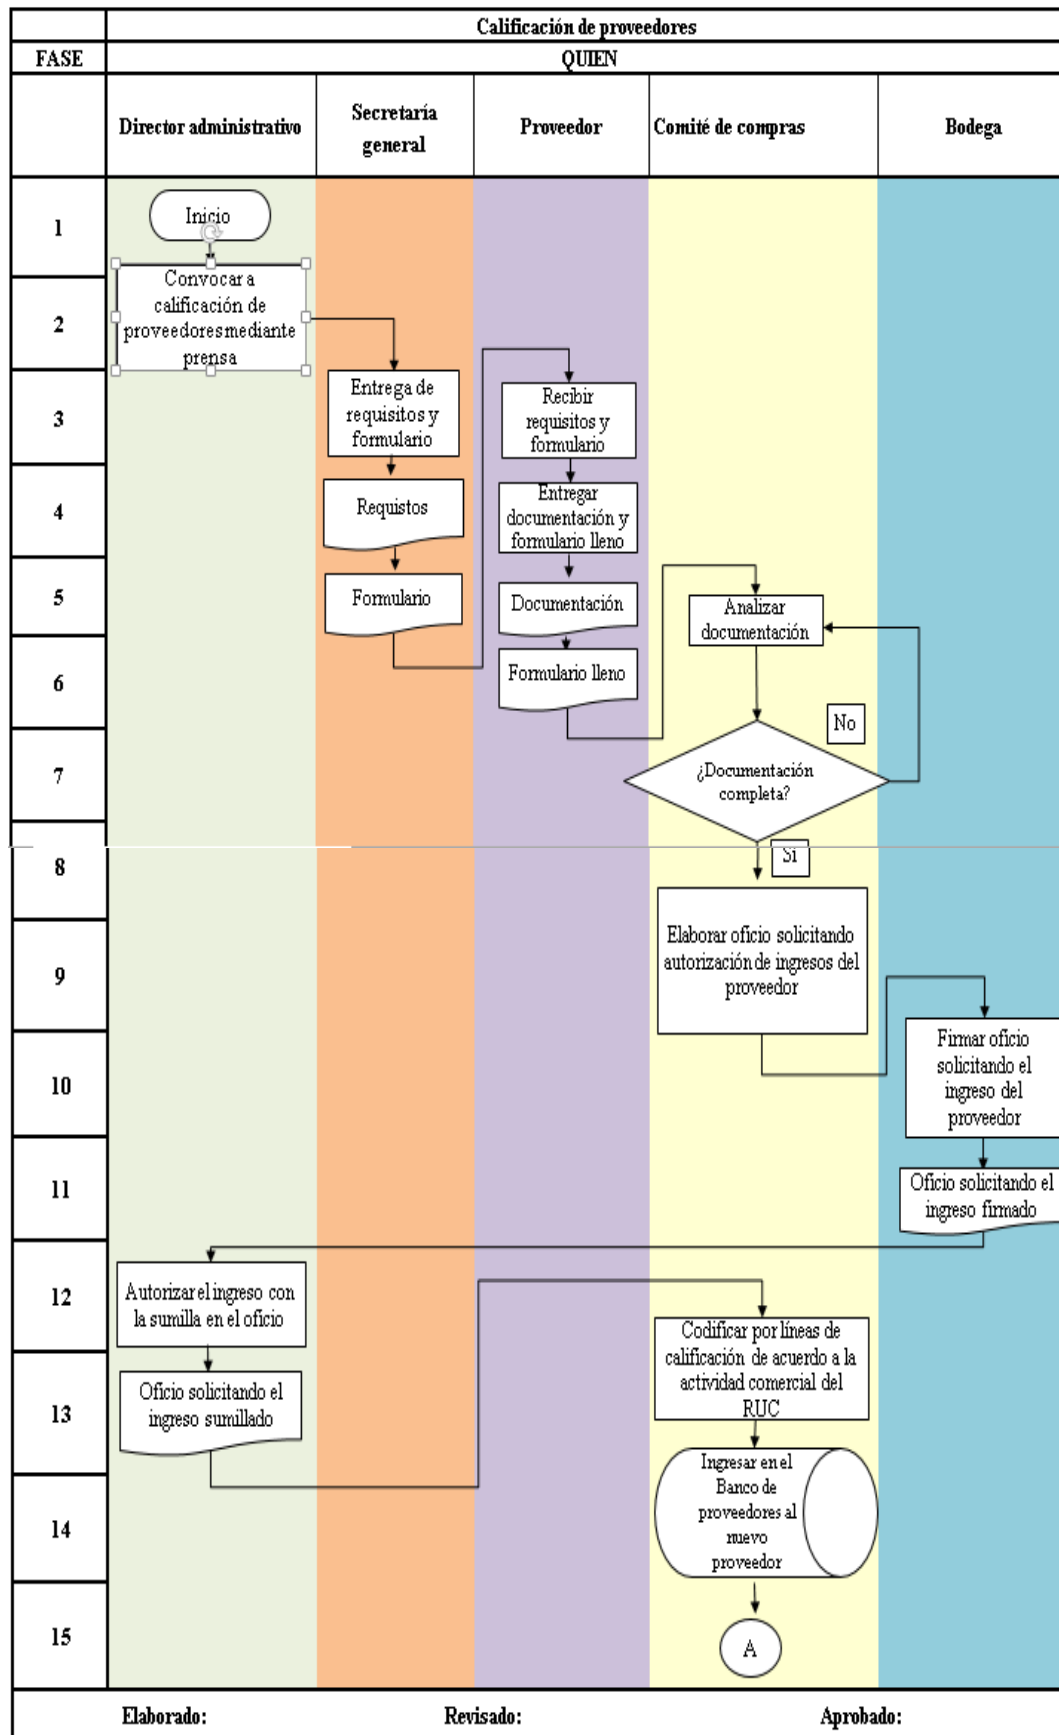 Calificación de proveedores
FASE
QUIEN
Director administrativo
Secretaría
general
Proveedor
Comité de compras
Bodega
1
Inicio
2
Convocar a
calificación de
proveedores mediante
prensa
3
Entrega de
requisitos y
formulario
Recibir
requisitos y
formulario
4
Requistos
Entregar
documentación y
formulario lleno
5
Formulario
Documentación
Analizar
documentación
6
Formulario lleno
No
7
¿Documentación
completa?
8
Si
9
Elaborar oficio solicitando
autorización de ingresos del
proveedor
10
Firmar oficio
solicitando el
ingreso del
proveedor
11
Oficio solicitando el
ingreso firmado
12
Autorizar el ingreso con
la sumilla en el oficio
Codificar por líneas de
calificación de acuerdo a la
actividad comercial del
RUC
13
Oficio solicitando el
ingreso sumillado
14
Ingresar en el
Banco de
proveedores al
nuevo
proveedor
15
A
Elaborado:
Revisado:
Aprobado: